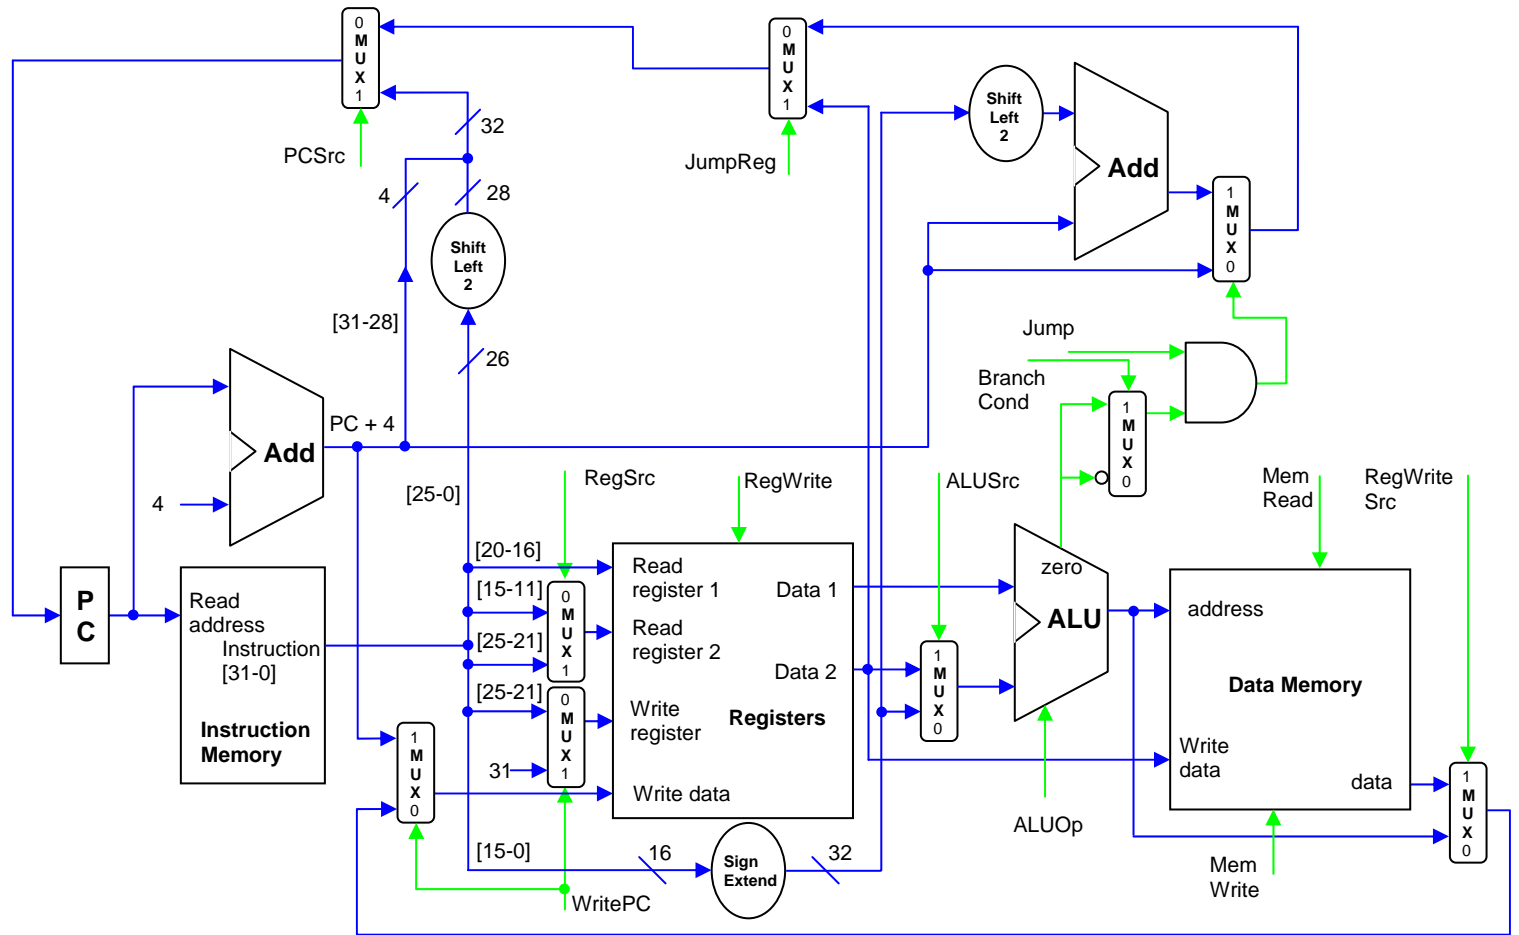 0
M
U
X
1
PCSrc
32
4
28
Shift
Left
2
[31-28]
26
0
M
U
X
1
JumpReg
Shift
Left
2
Add
1
M
U
X
0
Jump
Branch
Cond
1
M
U
X
0
PC + 4
Add
4
[25-0]
P
C
Read
address
Instruction
[31-0]
Instruction
Memory
RegSrc
RegWrite
ALUSrc
Mem
Read
RegWrite
Src
[20-16]
[15-11]
[25-21]
[25-21]
0
M
U
X
1
0
M
U
X
1
31
1
M
U
X
0
Read
register 1
Data 1
Read
register 2
Data 2
Write
register
Registers
Write data
1
M
U
X
0
zero
ALU
ALUOp
address
Data Memory
Write
data
data
1
M
U
X
0
Mem
Write
[15-0]
16
Sign
Extend
32
WritePC